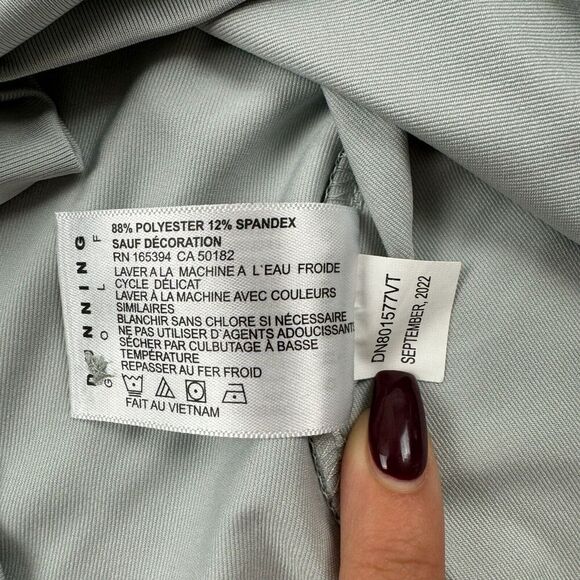 DUNNING
GOLF
88% POLYESTER 12% SPANDEX
SAUF DÉCORATION
RN 165394 CA 50182
LAVER A LA MACHINE A L`EAU FROIDE
CYCLE DÉLICAT
LAVER À LA MACHINE AVEC COULEURS
SIMILAIRES
BLANCHIR SANS CHLORE SI NÉCESSAIRE
NE PAS UTILISER D`AGENTS ADOUCISSANTS
SÉCHER PAR CULBUTAGE À BASSE
TEMPÉRATURE
REPASSER AU FER FROID
FAIT AU VIETNAM
DN801577VT
SEPTEMBER, 2022